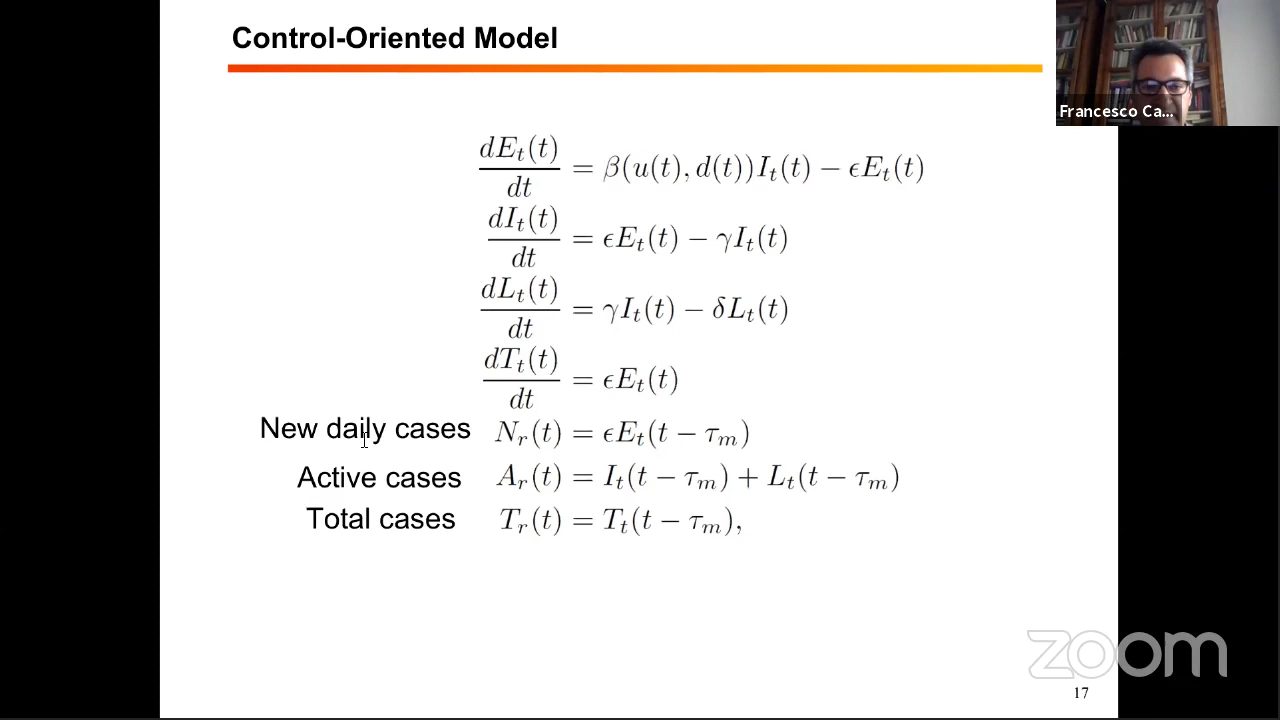 Control-Oriented Model
Francesco Ca...
dE_t(t)/dt = β(u(t), d(t))I_t(t) − ϵE_t(t)
dI_t(t)/dt = ϵE_t(t) − γI_t(t)
dL_t(t)/dt = γI_t(t) − δL_t(t)
dT_t(t)/dt = ϵE_t(t)
New daily cases N_r(t) = ϵE_t(t − τ_m)
Active cases A_r(t) = I_t(t − τ_m) + L_t(t − τ_m)
Total cases T_r(t) = T_t(t − τ_m),
zoom
17